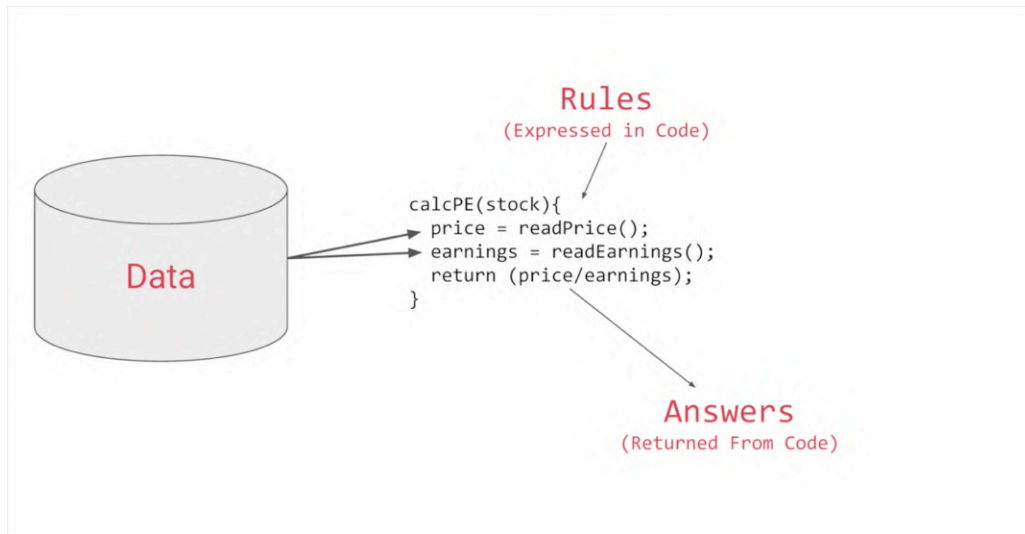 Rules
(Expressed in Code)
calcPE(stock){
price = readPrice();
earnings = readEarnings();
return (price/earnings);
}
Data
Answers
(Returned From Code)